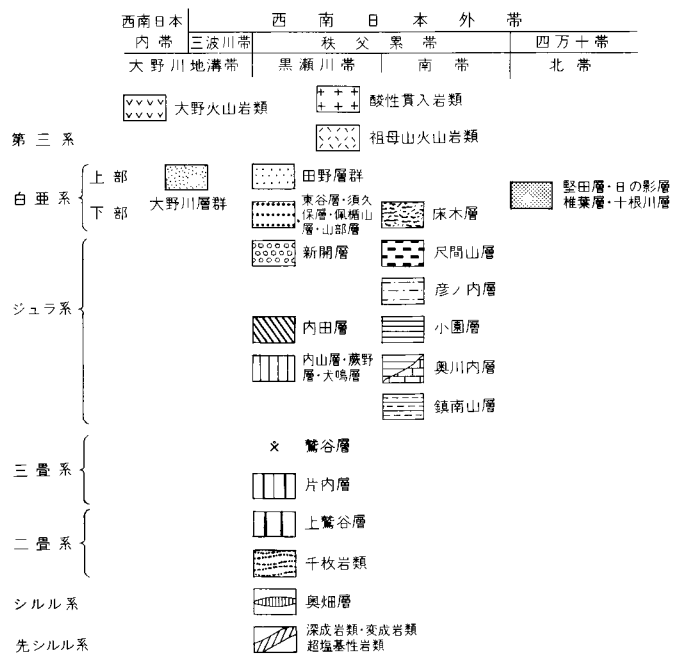 西南日本 西南日本外帯
内帯 三波川帯 秩父累帯 四万十帯
大野川地溝帯 黒瀬川帯 南帯 北帯
大野火山岩類 酸性貫入岩類
第三系 祖母山火山岩類
白亜系 上部 田野層群
大野川層群
下部 東谷層・須久保層・佩楯山層・山部層 床木層
堅田層・日の影層
椎葉層・十根川層
新開層 尺間山層
ジュラ系 彦ノ内層
内田層 小園層
内山層・蕨野層・犬鳴層 奥川内層
鎮南山層
鷲谷層
三畳系 片内層
上鷲谷層
二畳系 千枚岩類
シルル系 奥畑層
先シルル系 深成岩類・変成岩類
超塩基性岩類